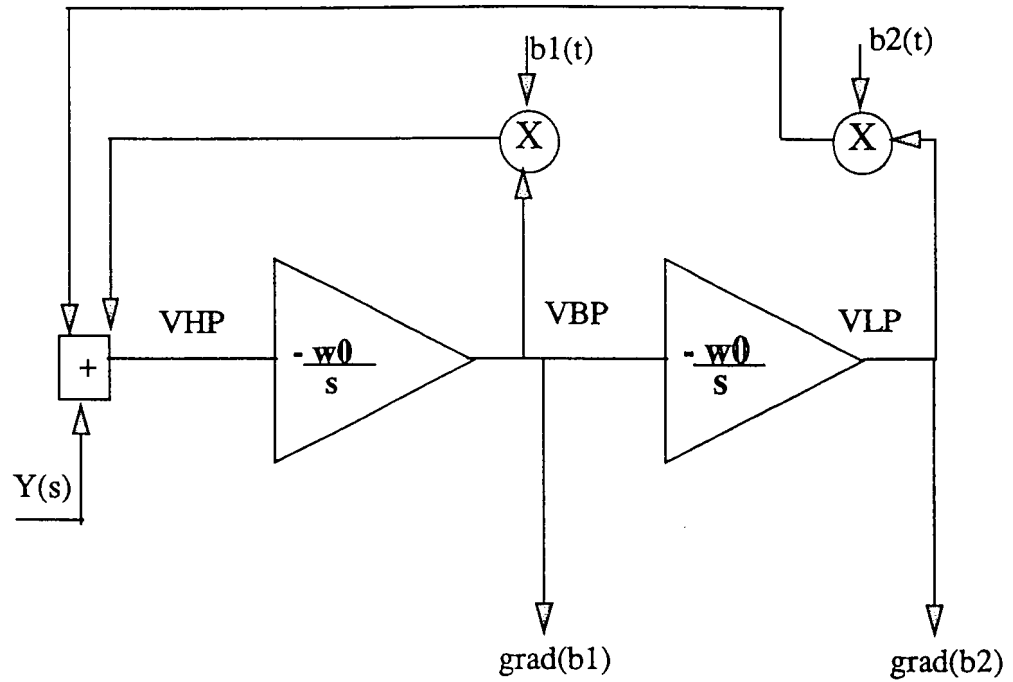 b1(t)
b2(t)
X
X
VHP
VBP
VLP
+
- w0
s
- w0
s
Y(s)
grad(b1)
grad(b2)